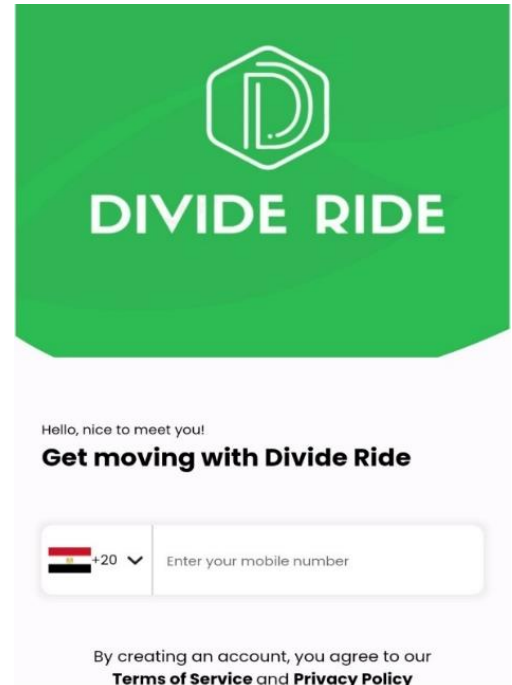 DIVIDE RIDE
Hello, nice to meet you!
Get moving with Divide Ride
+20 Enter your mobile number
By creating an account, you agree to our
Terms of Service and Privacy Policy